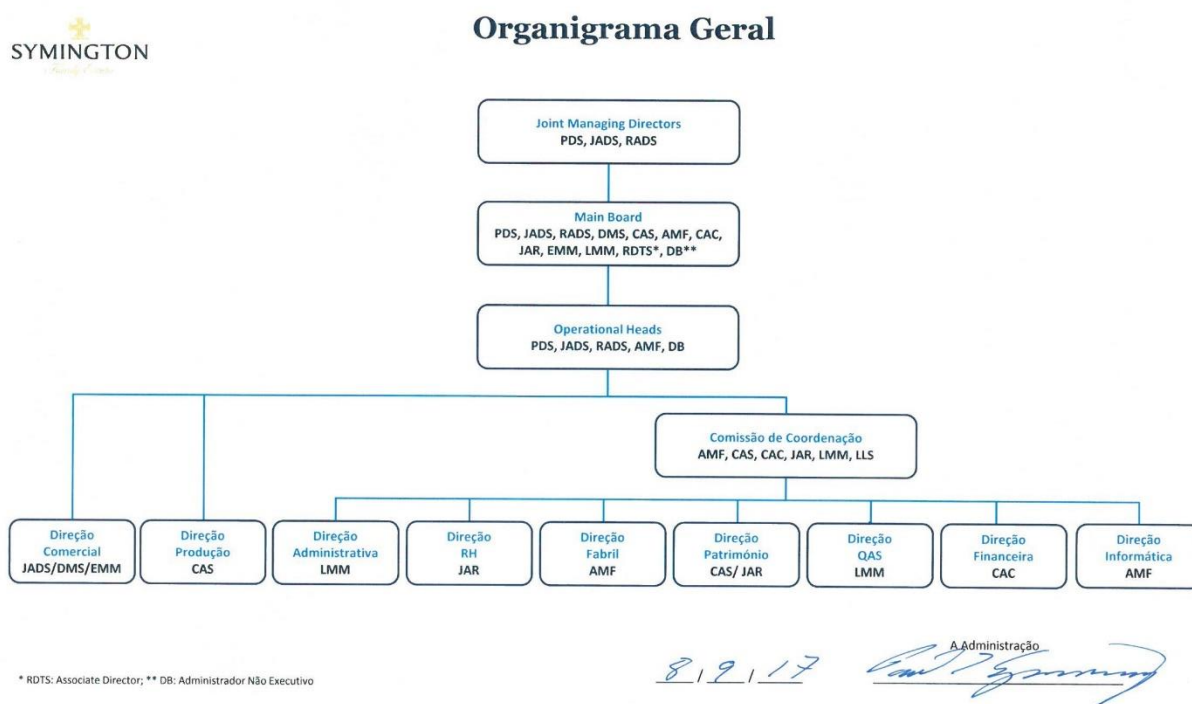 SYMINGTON
Family Estates
Organigrama Geral
Joint Managing Directors
PDS, JADS, RADS
Main Board
PDS, JADS, RADS, DMS, CAS, AMF, CAC,
JAR, EMM, LMM, RDTS*, DB**
Operational Heads
PDS, JADS, RADS, AMF, DB
Comissão de Coordenação
AMF, CAS, CAC, JAR, LMM, LLS
Direção
Comercial
JADS/DMS/EMM
Direção
Produção
CAS
Direção
Administrativa
LMM
Direção
RH
JAR
Direção
Fabril
AMF
Direção
Património
CAS/ JAR
Direção
QAS
LMM
Direção
Financeira
CAC
Direção
Informática
AMF
* RDTS: Associate Director; ** DB: Administrador Não Executivo
8 / 9 / 17
A Administração